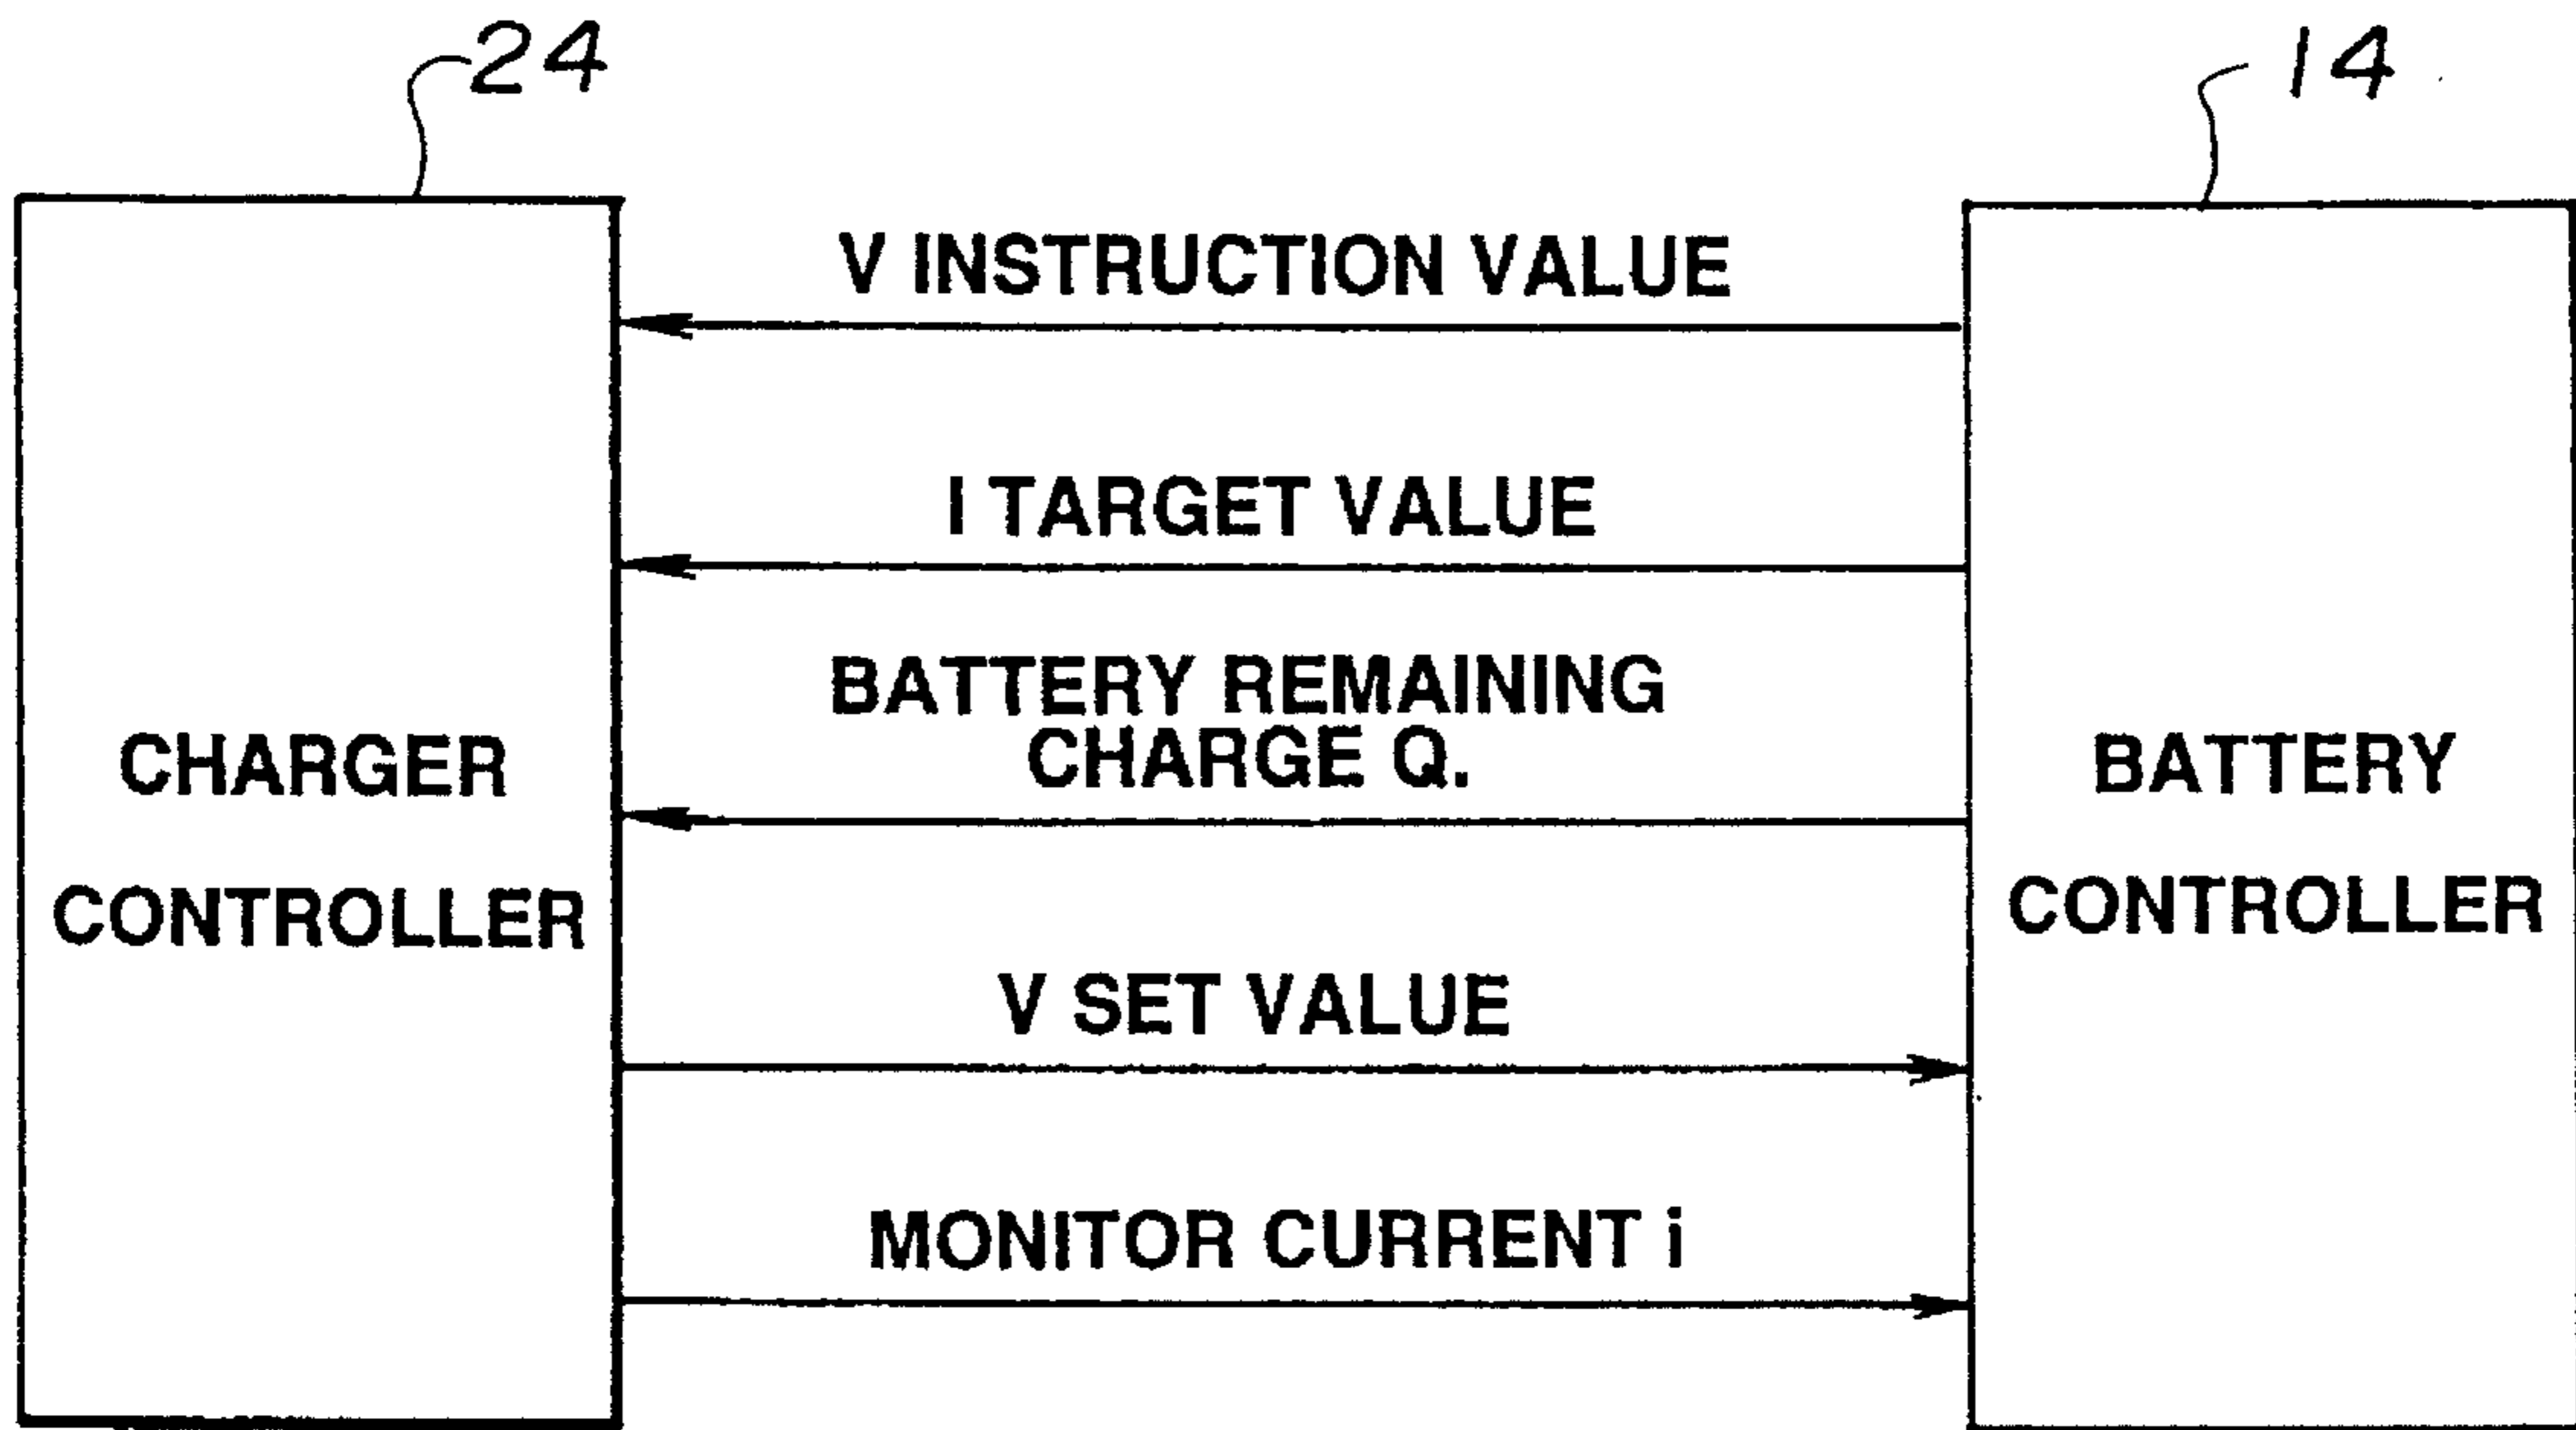 24
14
V INSTRUCTION VALUE
I TARGET VALUE
BATTERY REMAINING
CHARGE Q.
CHARGER
CONTROLLER
BATTERY
CONTROLLER
V SET VALUE
MONITOR CURRENT i